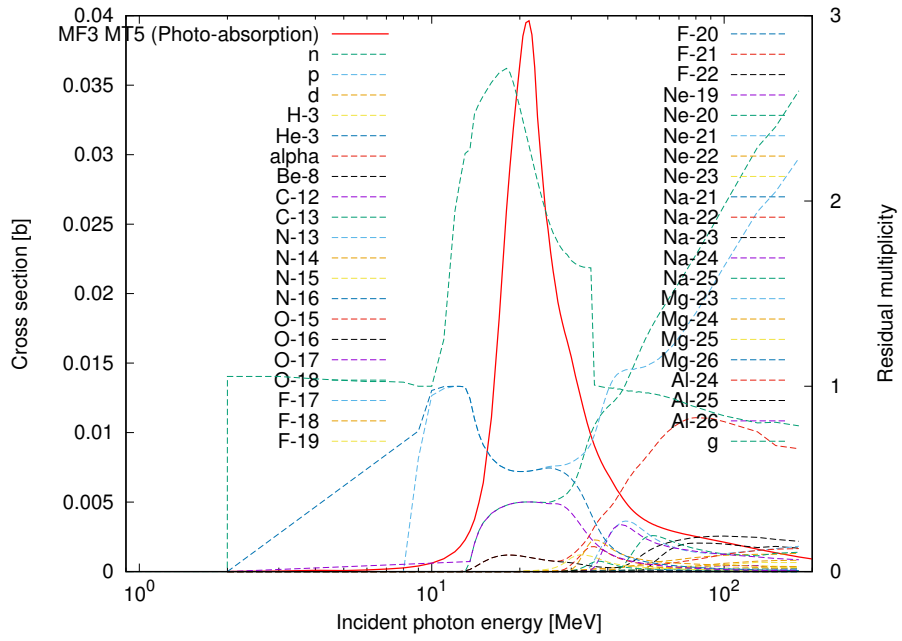 0.04
0.035
0.03
0.025
0.02
0.015
0.01
0.005
0
Cross section [b]
MF3 MT5 (Photo-absorption)
n
p
d
H-3
He-3
alpha
Be-8
C-12
C-13
N-13
N-14
N-15
N-16
O-15
O-16
O-17
O-18
F-17
F-18
F-19
F-20
F-21
F-22
Ne-19
Ne-20
Ne-21
Ne-22
Ne-23
Na-21
Na-22
Na-23
Na-24
Na-25
Mg-23
Mg-24
Mg-25
Mg-26
Al-24
Al-25
Al-26
g
3
2
1
0
Residual multiplicity
10^0 10^1 10^2
Incident photon energy [MeV]